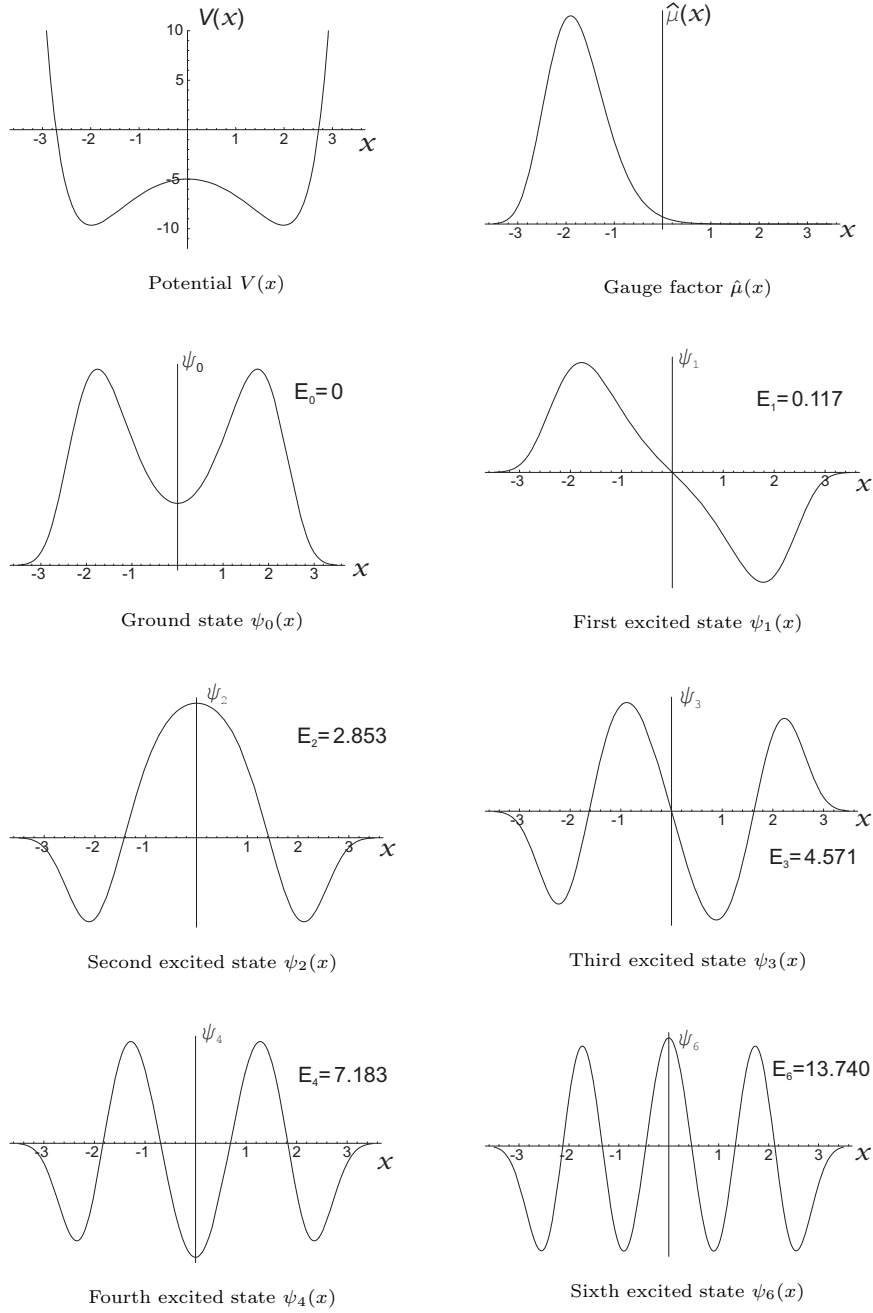 V(x)
10
5
-3 -2 -1 1 2 3 x
-5
-10
Potential V(x)
μ̂(x)
-3 -2 -1 1 2 3 x
Gauge factor μ̂(x)
ψ₀
E₀=0
-3 -2 -1 1 2 3 x
Ground state ψ₀(x)
ψ₁
E₁=0.117
-3 -2 -1 1 2 3 x
First excited state ψ₁(x)
ψ₂
E₂=2.853
-3 -2 -1 1 2 3 x
Second excited state ψ₂(x)
ψ₃
-3 -2 -1 1 2 3 x
E₃=4.571
Third excited state ψ₃(x)
ψ₄
E₄=7.183
-3 -2 -1 1 2 3 x
Fourth excited state ψ₄(x)
ψ₆
E₆=13.740
-3 -2 -1 1 2 3 x
Sixth excited state ψ₆(x)